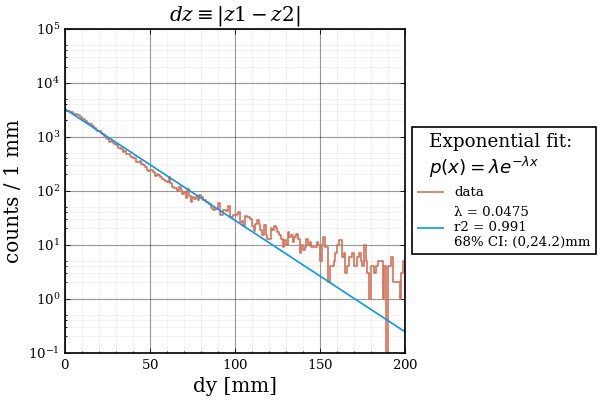 dz ≡ |z1 − z2|
counts / 1 mm
10⁵
10⁴
10³
10²
10¹
10⁰
10⁻¹
0 50 100 150 200
dy [mm]
Exponential fit:
p(x) = λe^{−λx}
data
λ = 0.0475
r2 = 0.991
68% CI: (0,24.2)mm